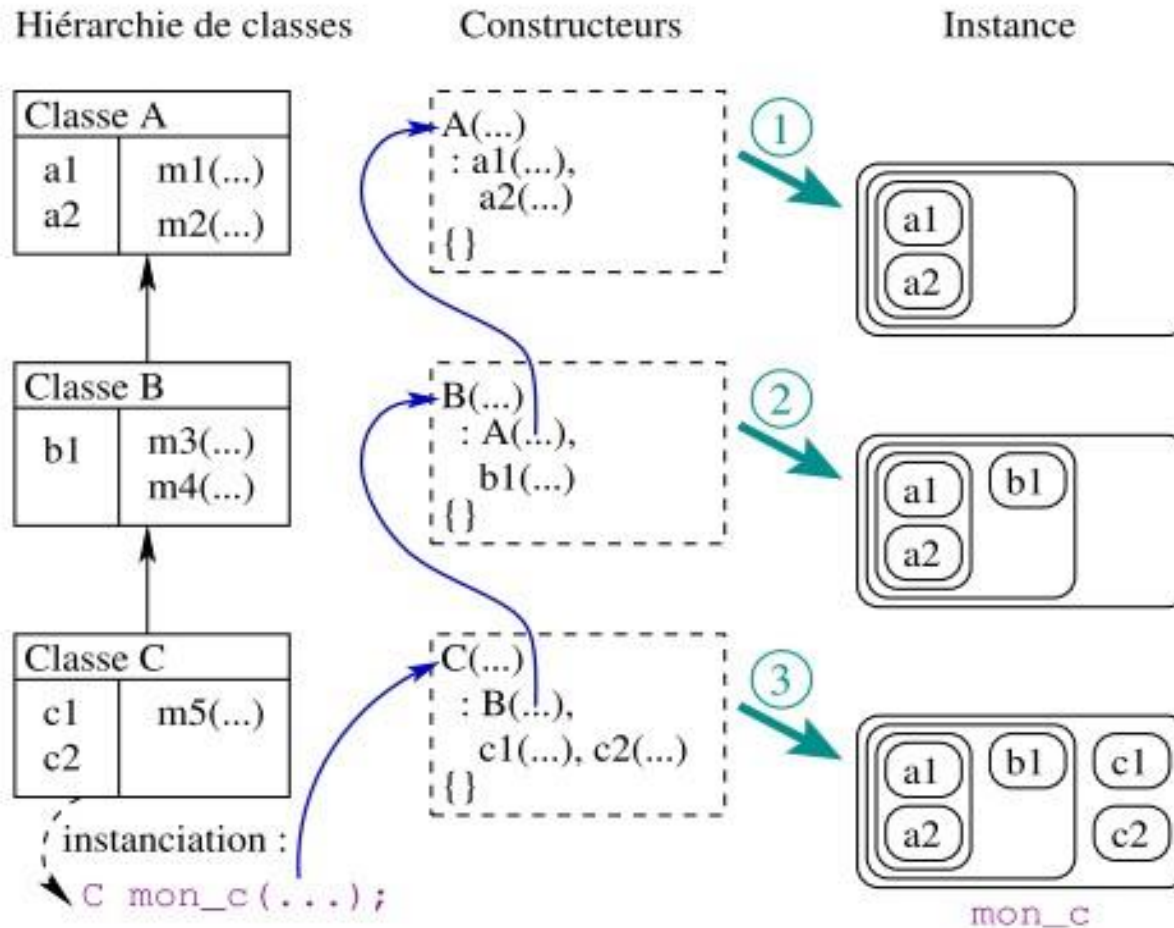 Hiérarchie de classes
Constructeurs
Instance
Classe A
a1
a2
m1(...)
m2(...)
A(...)
: a1(...),
a2(...)
{}
1
a1
a2
Classe B
b1
m3(...)
m4(...)
B(...)
: A(...),
b1(...)
{}
2
a1
b1
a2
Classe C
c1
c2
m5(...)
C(...)
: B(...),
c1(...), c2(...)
{}
3
a1
b1
c1
a2
c2
instanciation :
C mon_c(...);
mon_c